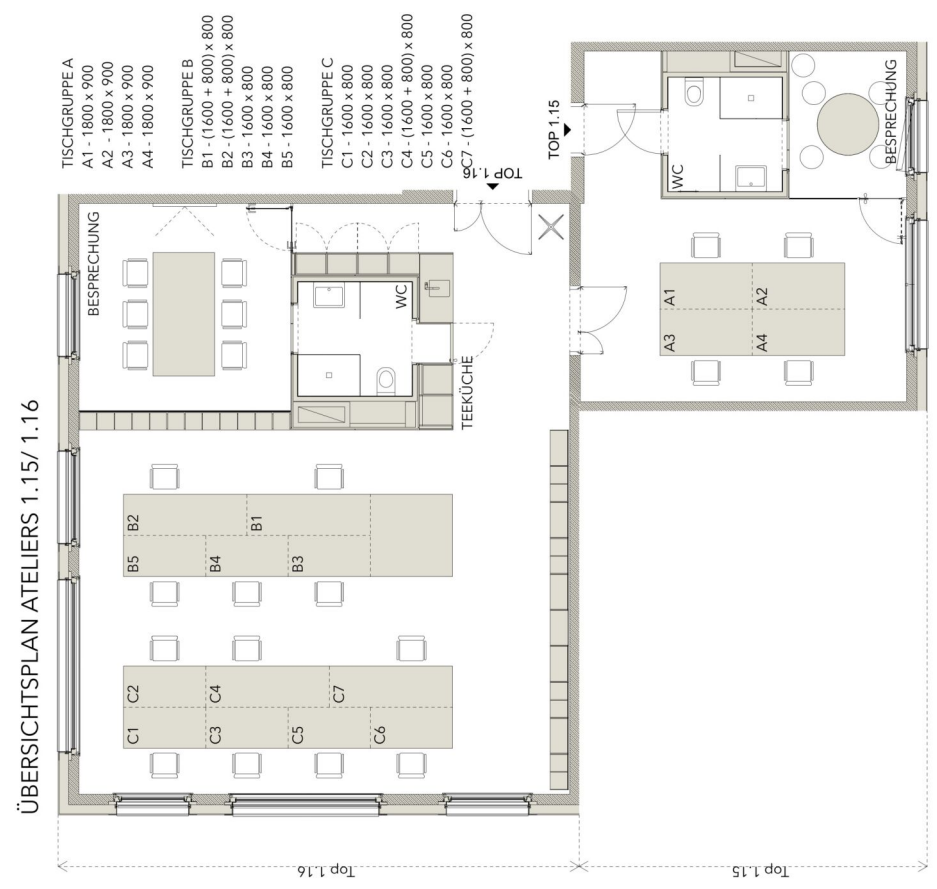 ÜBERSICHTSPLAN ATELIERS 1.15/ 1.16
TISCHGRUPPE A
A1 - 1800 x 900
A2 - 1800 x 900
A3 - 1800 x 900
A4 - 1800 x 900
TISCHGRUPPE B
B1 - (1600 + 800) x 800
B2 - (1600 + 800) x 800
B3 - 1600 x 800
B4 - 1600 x 800
B5 - 1600 x 800
TISCHGRUPPE C
C1 - 1600 x 800
C2 - 1600 x 800
C3 - 1600 x 800
C4 - (1600 + 800) x 800
C5 - 1600 x 800
C6 - 1600 x 800
C7 - (1600 + 800) x 800
BESPRECHUNG
WC
TEEKÜCHE
TOP 1.16
TOP 1.15
WC
BESPRECHUNG
B2
B1
B5
B4
B3
C2
C4
C7
C1
C3
C5
C6
A1
A2
A3
A4
Top 1.16
Top 1.15